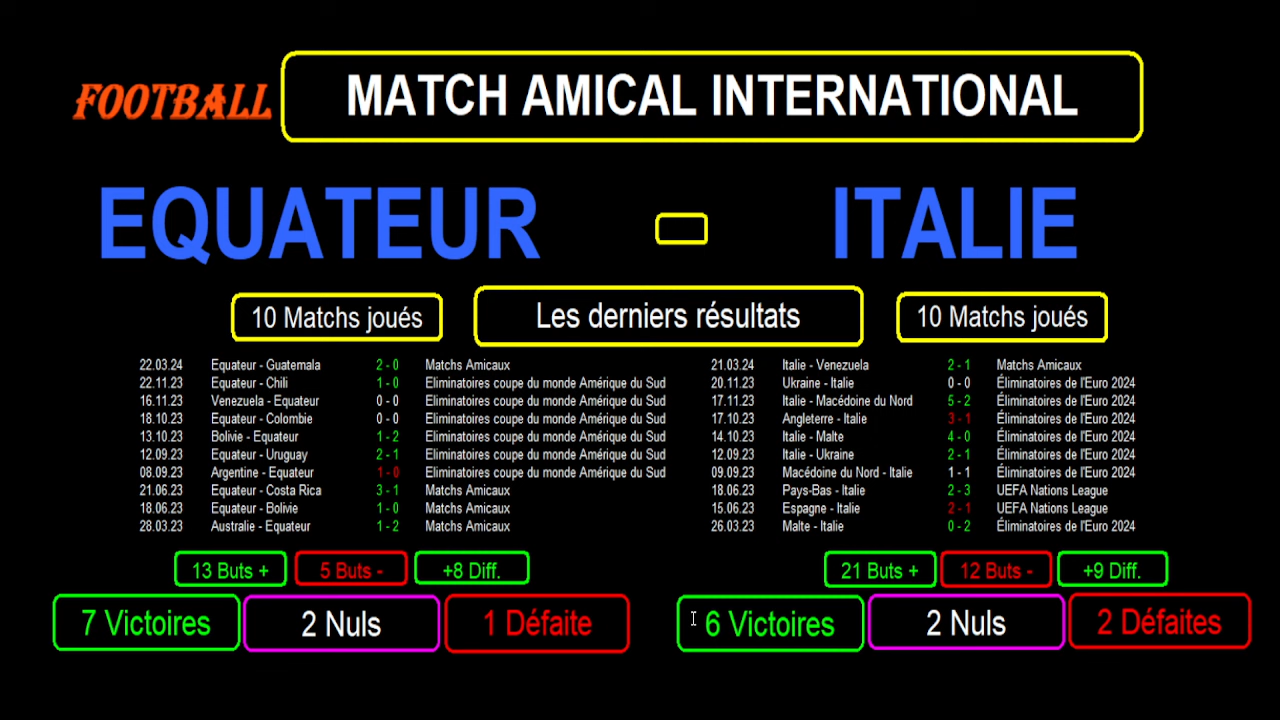 FOOTBALL MATCH AMICAL INTERNATIONAL
EQUATEUR ITALIE
10 Matchs joués Les derniers résultats 10 Matchs joués
22.03.24 Equateur - Guatemala 2 - 0 Matchs Amicaux
22.11.23 Equateur - Chili 1 - 0 Eliminatoires coupe du monde Amérique du Sud
16.11.23 Venezuela - Equateur 0 - 0 Eliminatoires coupe du monde Amérique du Sud
18.10.23 Equateur - Colombie 0 - 0 Eliminatoires coupe du monde Amérique du Sud
13.10.23 Bolivie - Equateur 1 - 2 Eliminatoires coupe du monde Amérique du Sud
12.09.23 Equateur - Uruguay 2 - 1 Eliminatoires coupe du monde Amérique du Sud
08.09.23 Argentine - Equateur 1 - 0 Eliminatoires coupe du monde Amérique du Sud
21.06.23 Equateur - Costa Rica 3 - 1 Matchs Amicaux
18.06.23 Equateur - Bolivie 1 - 0 Matchs Amicaux
28.03.23 Australie - Equateur 1 - 2 Matchs Amicaux
21.03.24 Italie - Venezuela 2 - 1 Matchs Amicaux
20.11.23 Ukraine - Italie 0 - 0 Éliminatoires de l'Euro 2024
17.11.23 Italie - Macédoine du Nord 5 - 2 Éliminatoires de l'Euro 2024
17.10.23 Angleterre - Italie 3 - 1 Éliminatoires de l'Euro 2024
14.10.23 Italie - Malte 4 - 0 Éliminatoires de l'Euro 2024
12.09.23 Italie - Ukraine 2 - 1 Éliminatoires de l'Euro 2024
09.09.23 Macédoine du Nord - Italie 1 - 1 Éliminatoires de l'Euro 2024
18.06.23 Pays-Bas - Italie 2 - 3 UEFA Nations League
15.06.23 Espagne - Italie 2 - 1 UEFA Nations League
26.03.23 Malte - Italie 0 - 2 Éliminatoires de l'Euro 2024
13 Buts + 5 Buts - +8 Diff.
7 Victoires 2 Nuls 1 Défaite
21 Buts + 12 Buts - +9 Diff.
6 Victoires 2 Nuls 2 Défaites